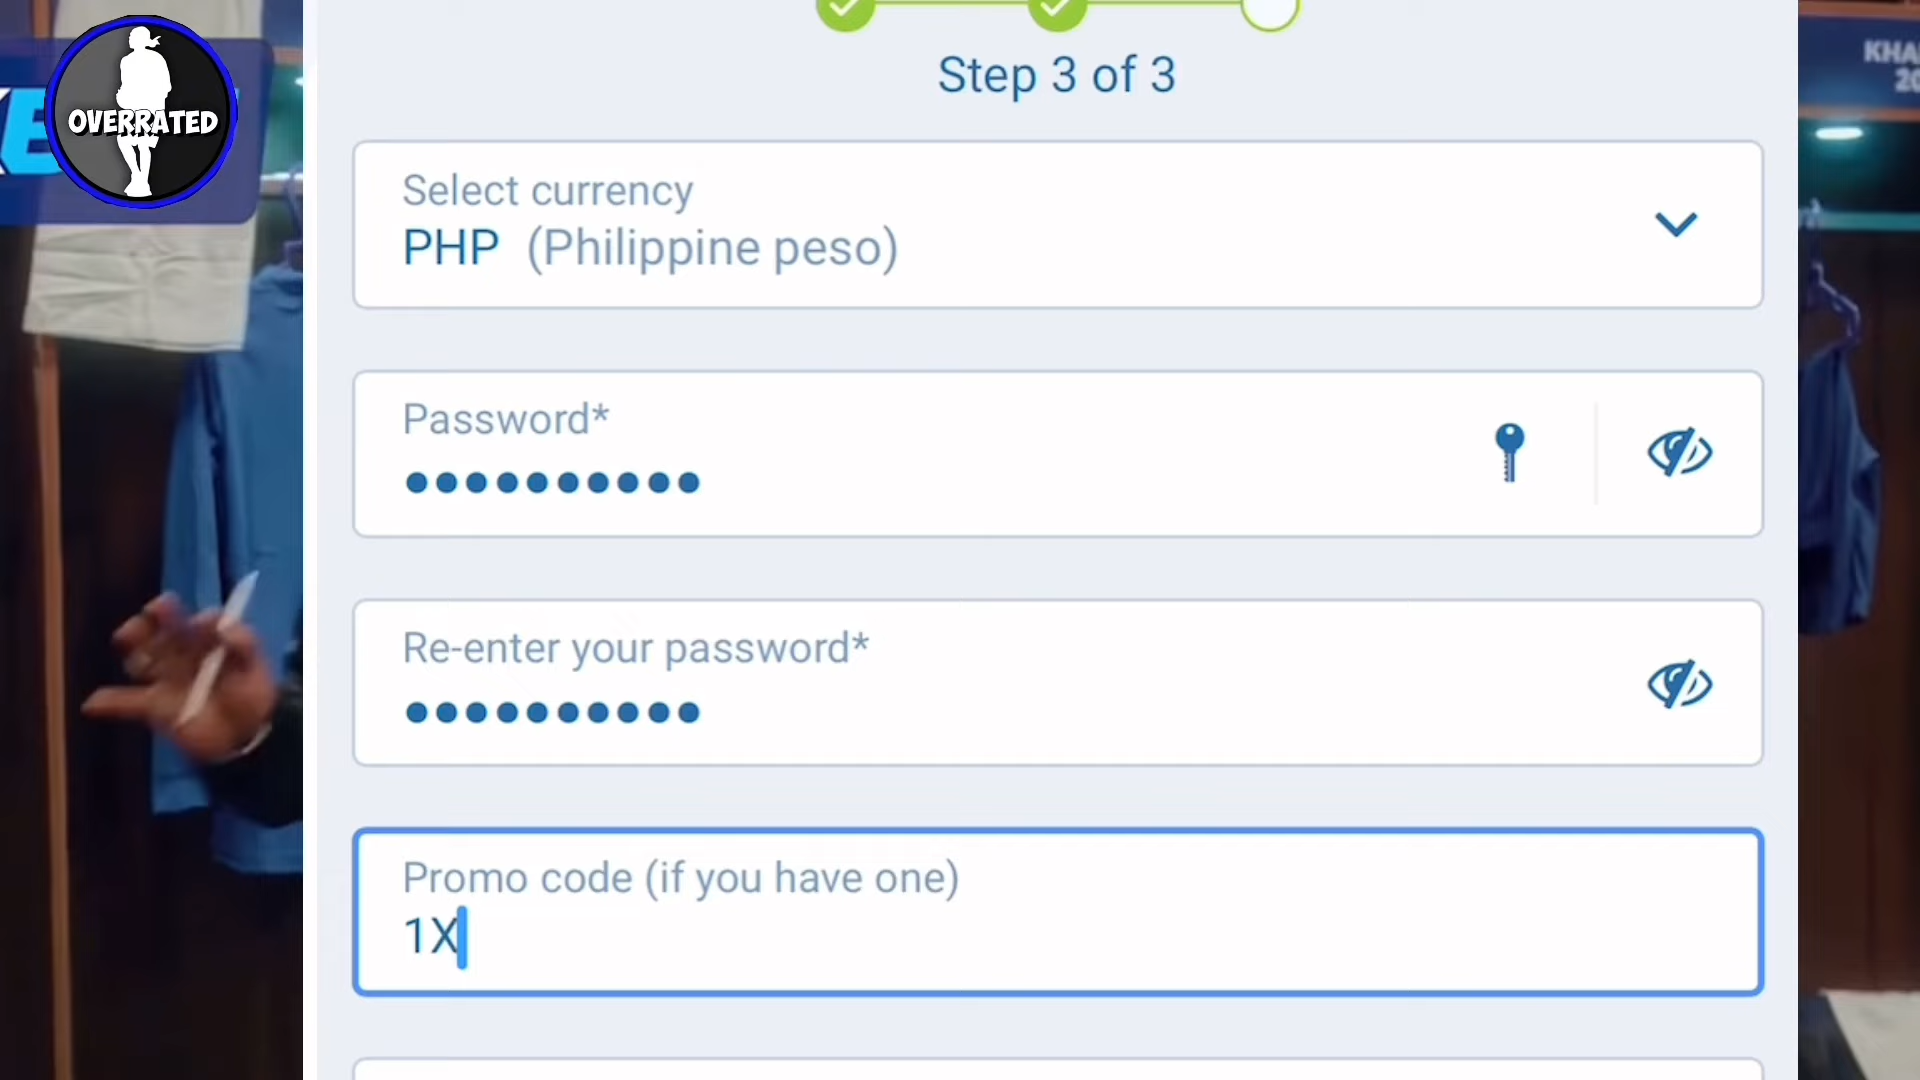 OVERRATED
Step 3 of 3
Select currency
PHP (Philippine peso)
Password*
Re-enter your password*
Promo code (if you have one)
1X